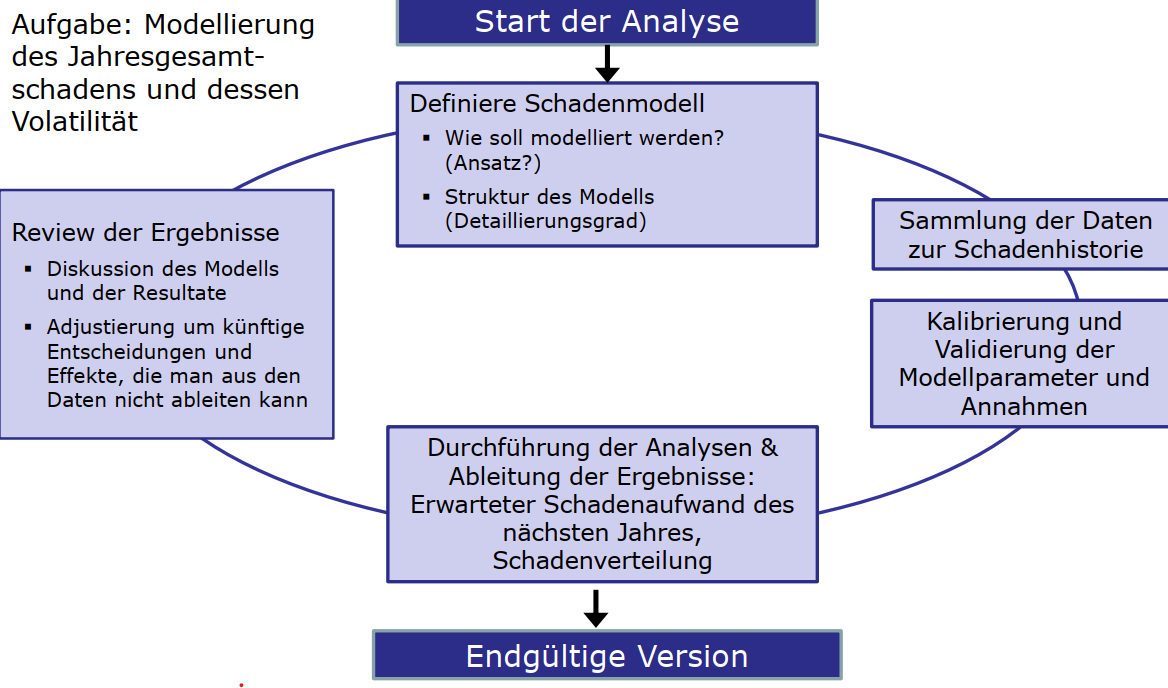 Aufgabe: Modellierung
des Jahresgesamt-
schadens und dessen
Volatilität
Start der Analyse
Definiere Schadenmodell
▪ Wie soll modelliert werden?
(Ansatz?)
▪ Struktur des Modells
(Detaillierungsgrad)
Sammlung der Daten
zur Schadenhistorie
Kalibrierung und
Validierung der
Modellparameter und
Annahmen
Durchführung der Analysen &
Ableitung der Ergebnisse:
Erwarteter Schadenaufwand des
nächsten Jahres,
Schadenverteilung
Review der Ergebnisse
▪ Diskussion des Modells
und der Resultate
▪ Adjustierung um künftige
Entscheidungen und
Effekte, die man aus den
Daten nicht ableiten kann
Endgültige Version